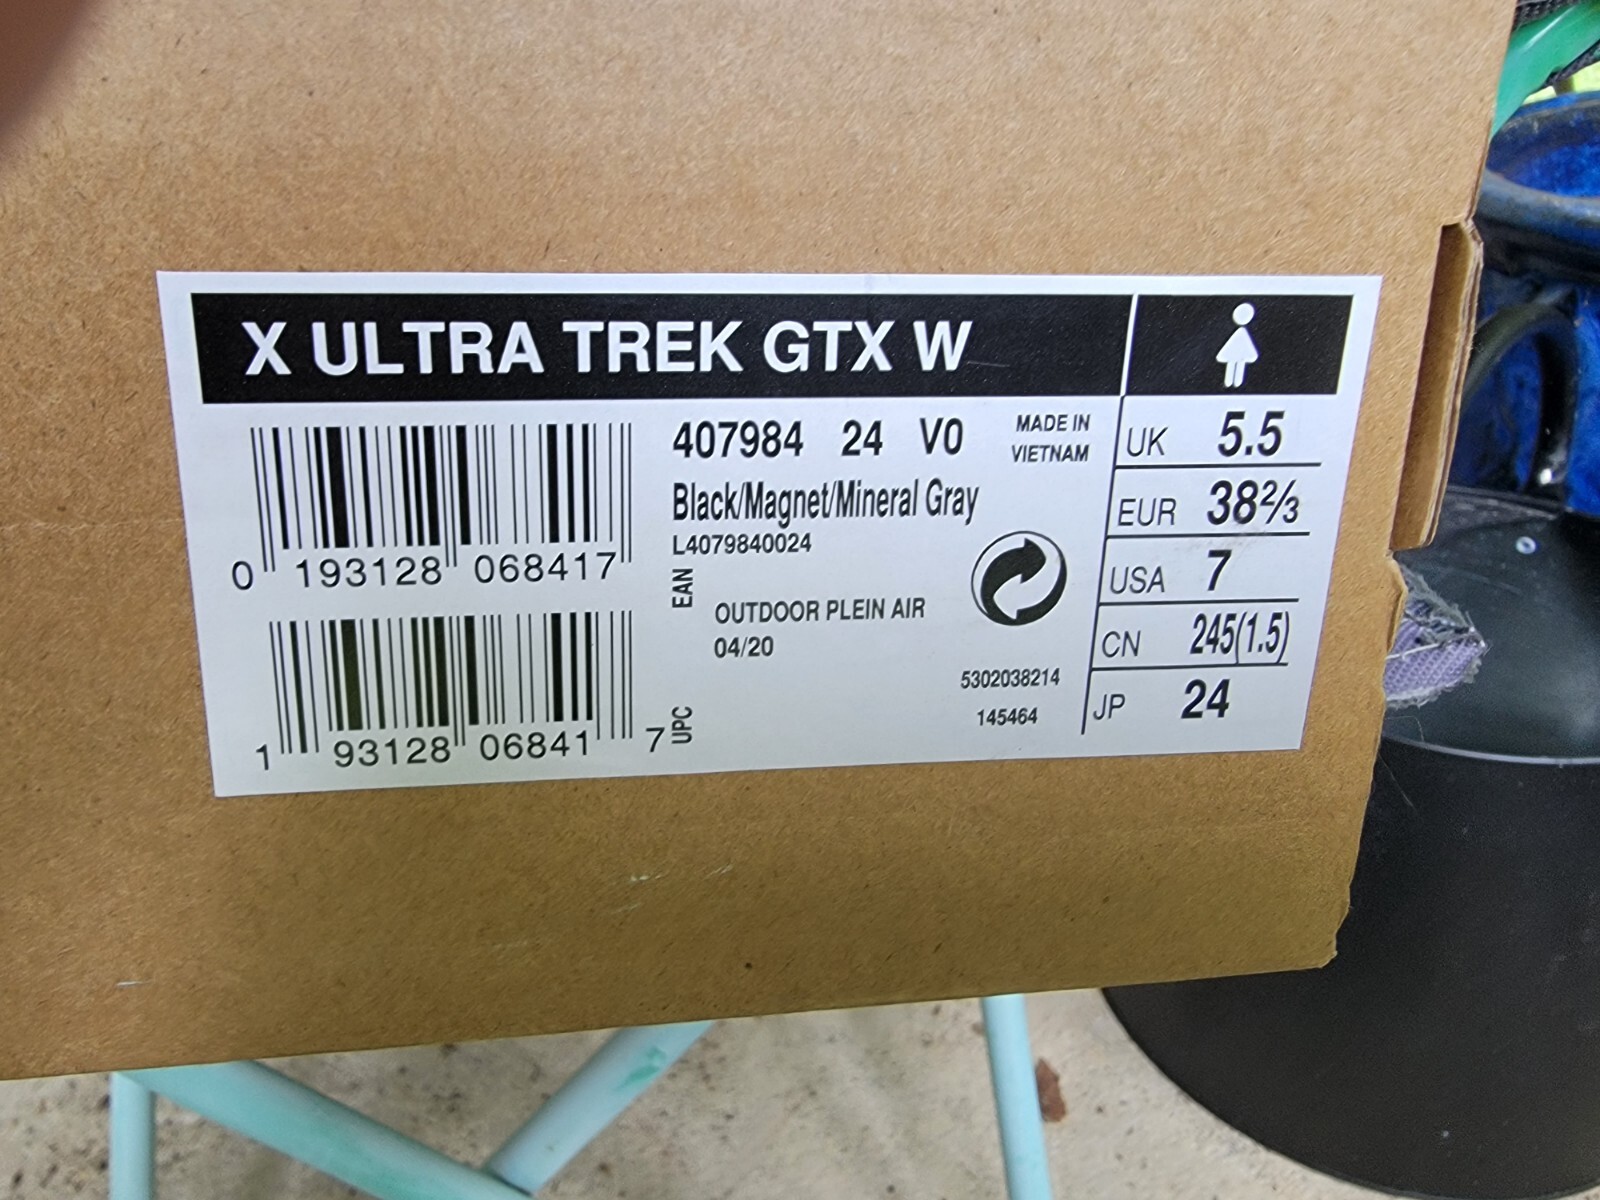 X ULTRA TREK GTX W
407984 24 V0
MADE IN
VIETNAM
Black/Magnet/Mineral Gray
L4079840024
0 193128 068417
EAN
OUTDOOR PLEIN AIR
04/20
5302038214
145464
1 93128 06841 7
UPC
UK 5.5
EUR 38⅔
USA 7
CN 245(1.5)
JP 24